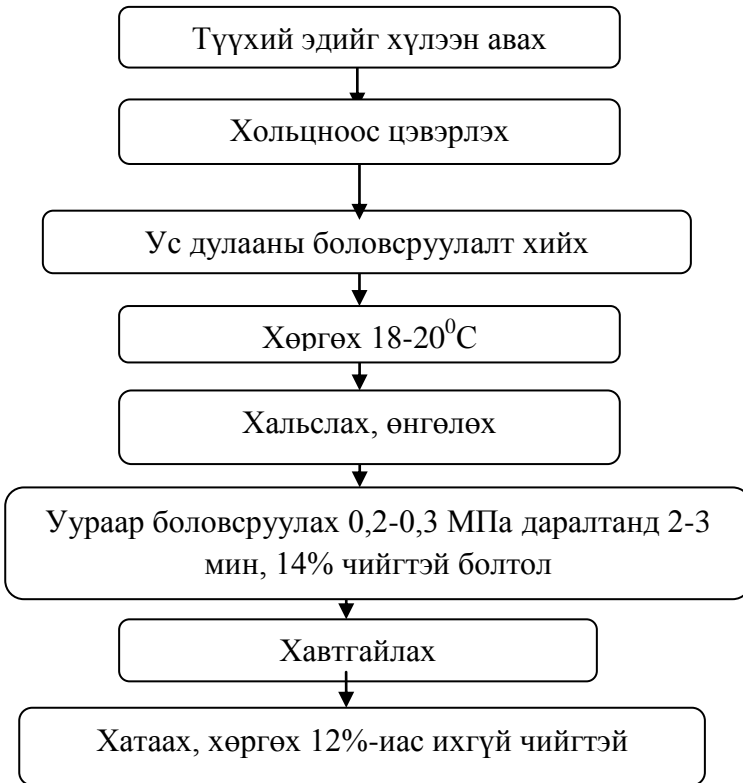 Түүхий эдийг хүлээн авах
Хольцноос цэвэрлэх
Ус дулааны боловсруулалт хийх
Хөргөх 18-20⁰С
Хальслах, өнгөлөх
Уураар боловсруулах 0,2-0,3 МПа даралтанд 2-3
мин, 14% чийгтэй болтол
Хавтгайлах
Хатаах, хөргөх 12%-иас ихгүй чийгтэй